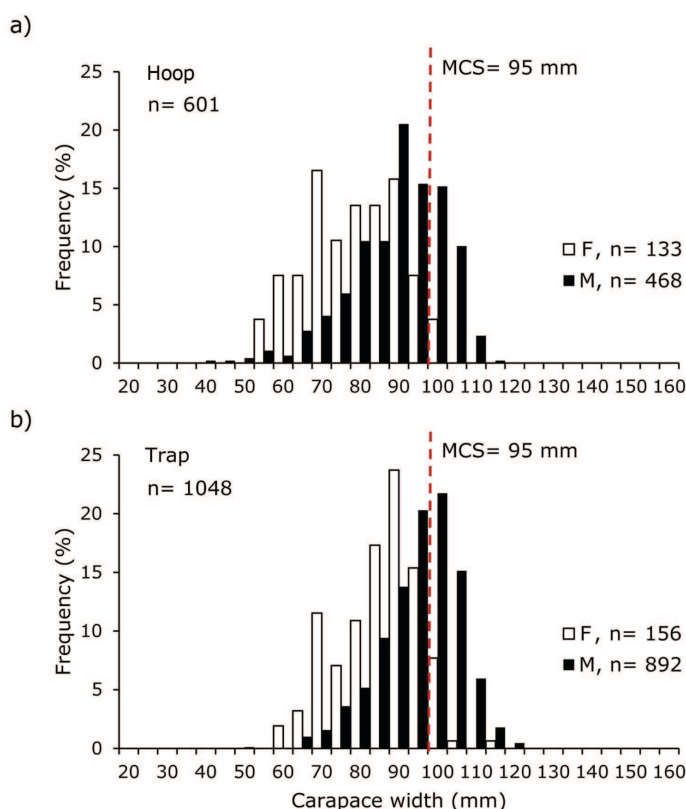 a)
Hoop
n= 601
MCS= 95 mm
25
20
15
10
5
0
Frequency (%)
F, n= 133
M, n= 468
20 30 40 50 60 70 80 90 100 110 120 130 140 150 160
b)
Trap
n= 1048
MCS= 95 mm
25
20
15
10
5
0
Frequency (%)
F, n= 156
M, n= 892
20 30 40 50 60 70 80 90 100 110 120 130 140 150 160
Carapace width (mm)